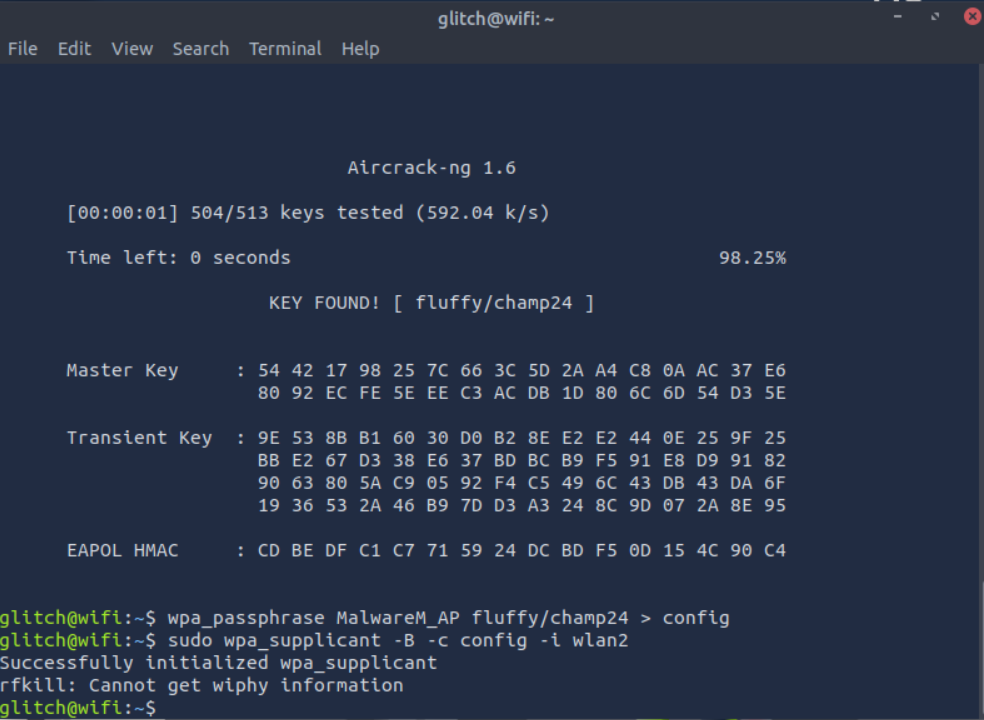 glitch@wifi: ~
File Edit View Search Terminal Help
Aircrack-ng 1.6
[00:00:01] 504/513 keys tested (592.04 k/s)
Time left: 0 seconds 98.25%
KEY FOUND! [ fluffy/champ24 ]
Master Key : 54 42 17 98 25 7C 66 3C 5D 2A A4 C8 0A AC 37 E6
80 92 EC FE 5E EE C3 AC DB 1D 80 6C 6D 54 D3 5E
Transient Key : 9E 53 8B B1 60 30 D0 B2 8E E2 E2 44 0E 25 9F 25
BB E2 67 D3 38 E6 37 BD BC B9 F5 91 E8 D9 91 82
90 63 80 5A C9 05 92 F4 C5 49 6C 43 DB 43 DA 6F
19 36 53 2A 46 B9 7D D3 A3 24 8C 9D 07 2A 8E 95
EAPOL HMAC : CD BE DF C1 C7 71 59 24 DC BD F5 0D 15 4C 90 C4
glitch@wifi:~$ wpa_passphrase MalwareM_AP fluffy/champ24 > config
glitch@wifi:~$ sudo wpa_supplicant -B -c config -i wlan2
Successfully initialized wpa_supplicant
rfkill: Cannot get wiphy information
glitch@wifi:~$